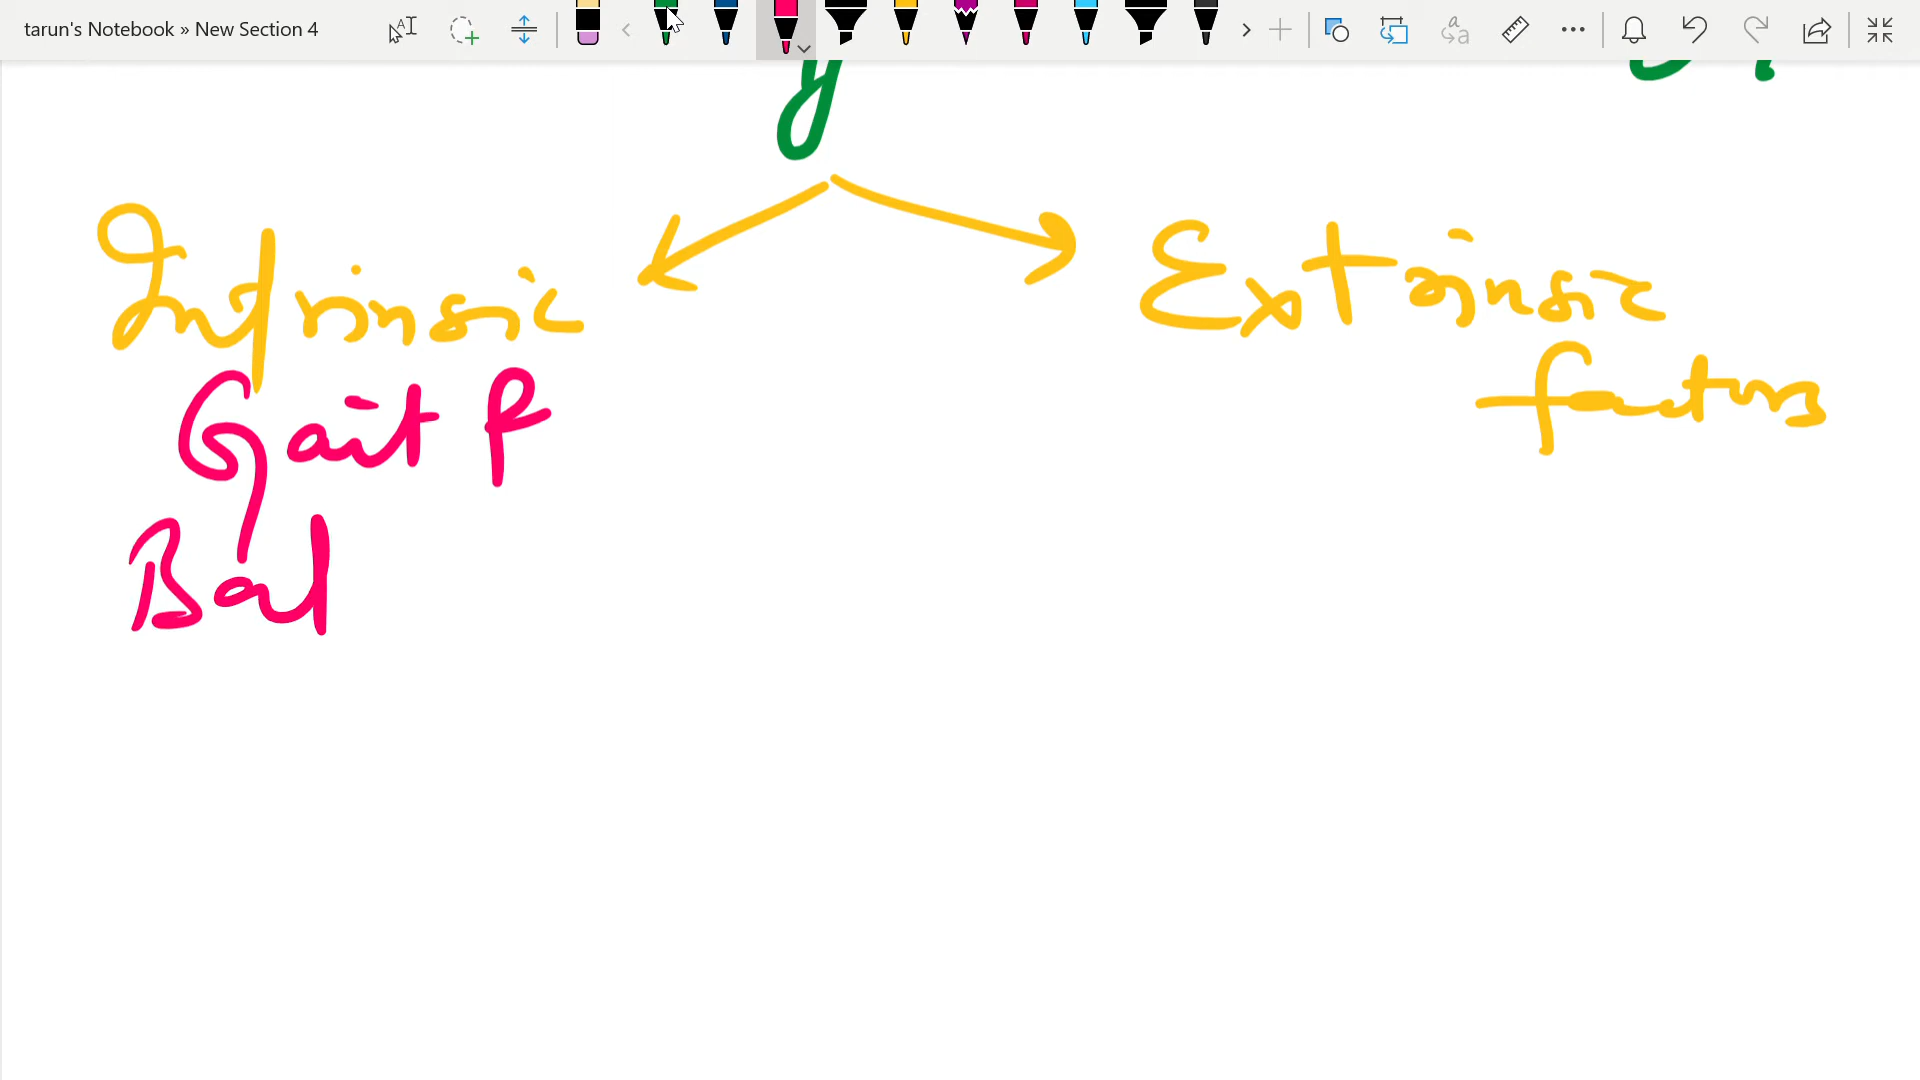 tarun's Notebook » New Section 4
Intrinsic
Extrinsic
factors
Gait
Bal